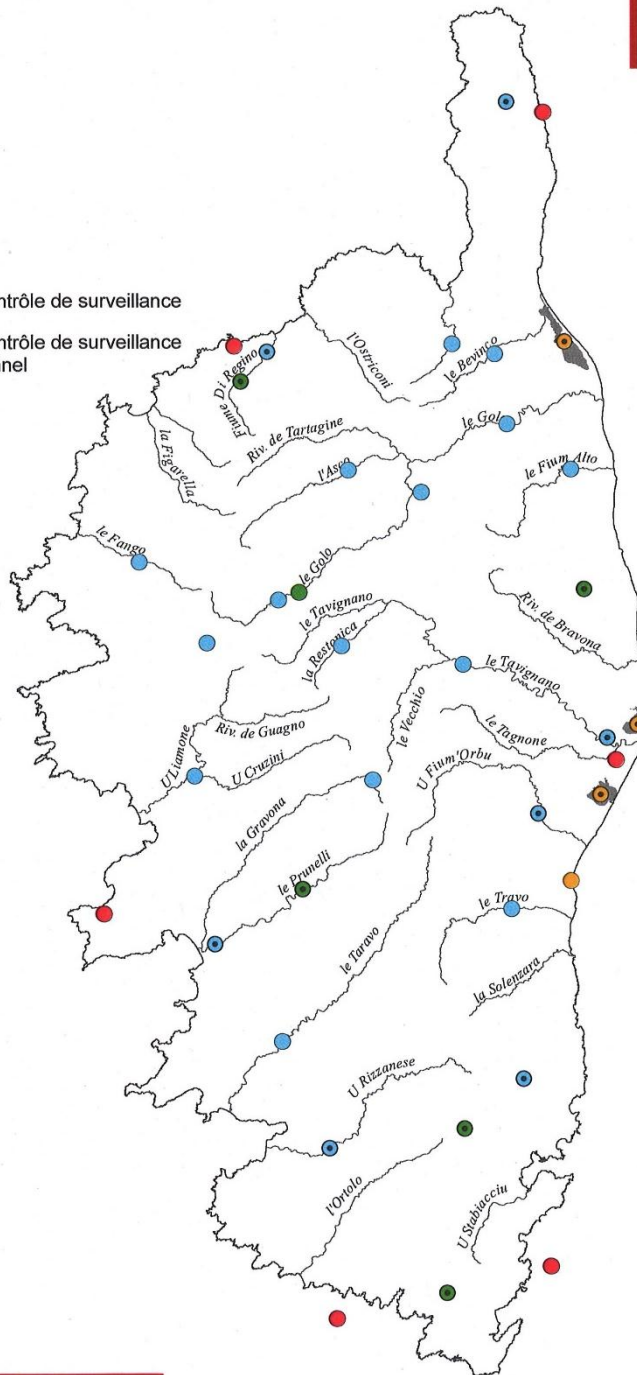 ntrôle de surveillance
ntrôle de surveillance
nnel
l'Ostriconi
le Bevinco
Fiume Di Regino
la Figarella
Riv. de Tartagine
le Gol
l'Asco
le Fium Alto
le Fango
le Golo
le Tavignano
la Restonica
Riv. de Bravona
le Tavignano
le Vecchio
Riv. de Guagno
le Tagnone
U Liamone
U Cruzini
U Fium'Orbu
la Gravona
le Prunelli
le Travo
le Taravo
la Solenzara
U Rizzanese
l'Ortolo
U Stabiacciu